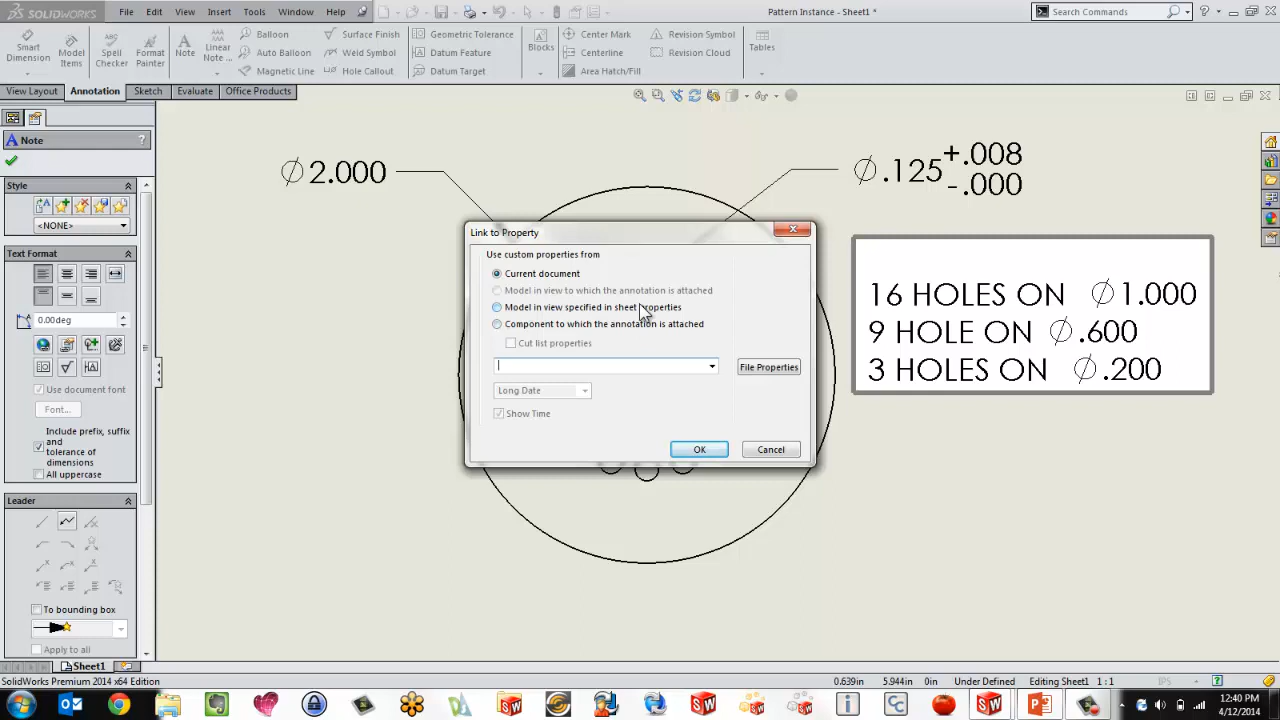 SOLIDWORKS File Edit View Insert Tools Window Help Pattern Instance - Sheet1 * Search Commands
Smart Dimension
Model Items
Spell Checker
Format Painter
Note
Linear Note ...
Balloon
Auto Balloon
Magnetic Line
Surface Finish
Weld Symbol
Hole Callout
Geometric Tolerance
Datum Feature
Datum Target
Blocks
Center Mark
Centerline
Area Hatch/Fill
Revision Symbol
Revision Cloud
Tables
View Layout Annotation Sketch Evaluate Office Products
Note ?
Style
<NONE>
Text Format
0.00deg
Use document font
Font...
Include prefix, suffix
and
tolerance of
dimensions
All uppercase
Leader
To bounding box
Apply to all
∅2.000
∅.125 +.008
-.000
Link to Property
Use custom properties from
Current document
Model in view to which the annotation is attached
Model in view specified in sheet properties
Component to which the annotation is attached
Cut list properties
File Properties
Long Date
Show Time
OK Cancel
16 HOLES ON ∅1.000
9 HOLE ON ∅.600
3 HOLES ON ∅.200
Sheet1
SolidWorks Premium 2014 x64 Edition 0.639in 5.944in 0in Under Defined Editing Sheet1 1 : 1 IPS
12:40 PM
4/12/2014